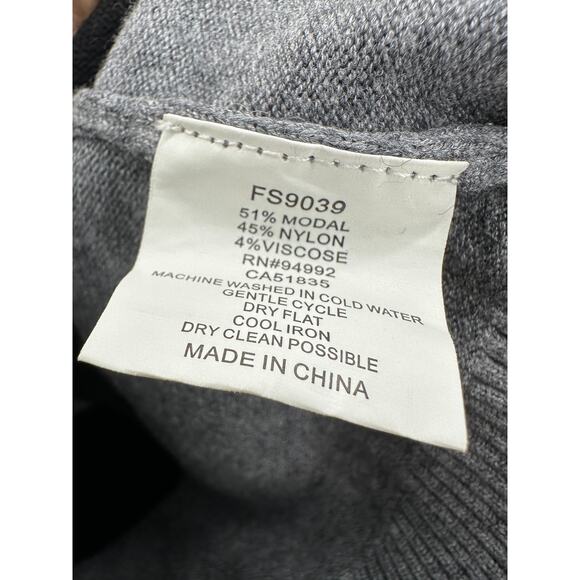 FS9039
51% MODAL
45% NYLON
4%VISCOSE
RN#94992
CA51835
MACHINE WASHED IN COLD WATER
GENTLE CYCLE
DRY FLAT
COOL IRON
DRY CLEAN POSSIBLE
MADE IN CHINA